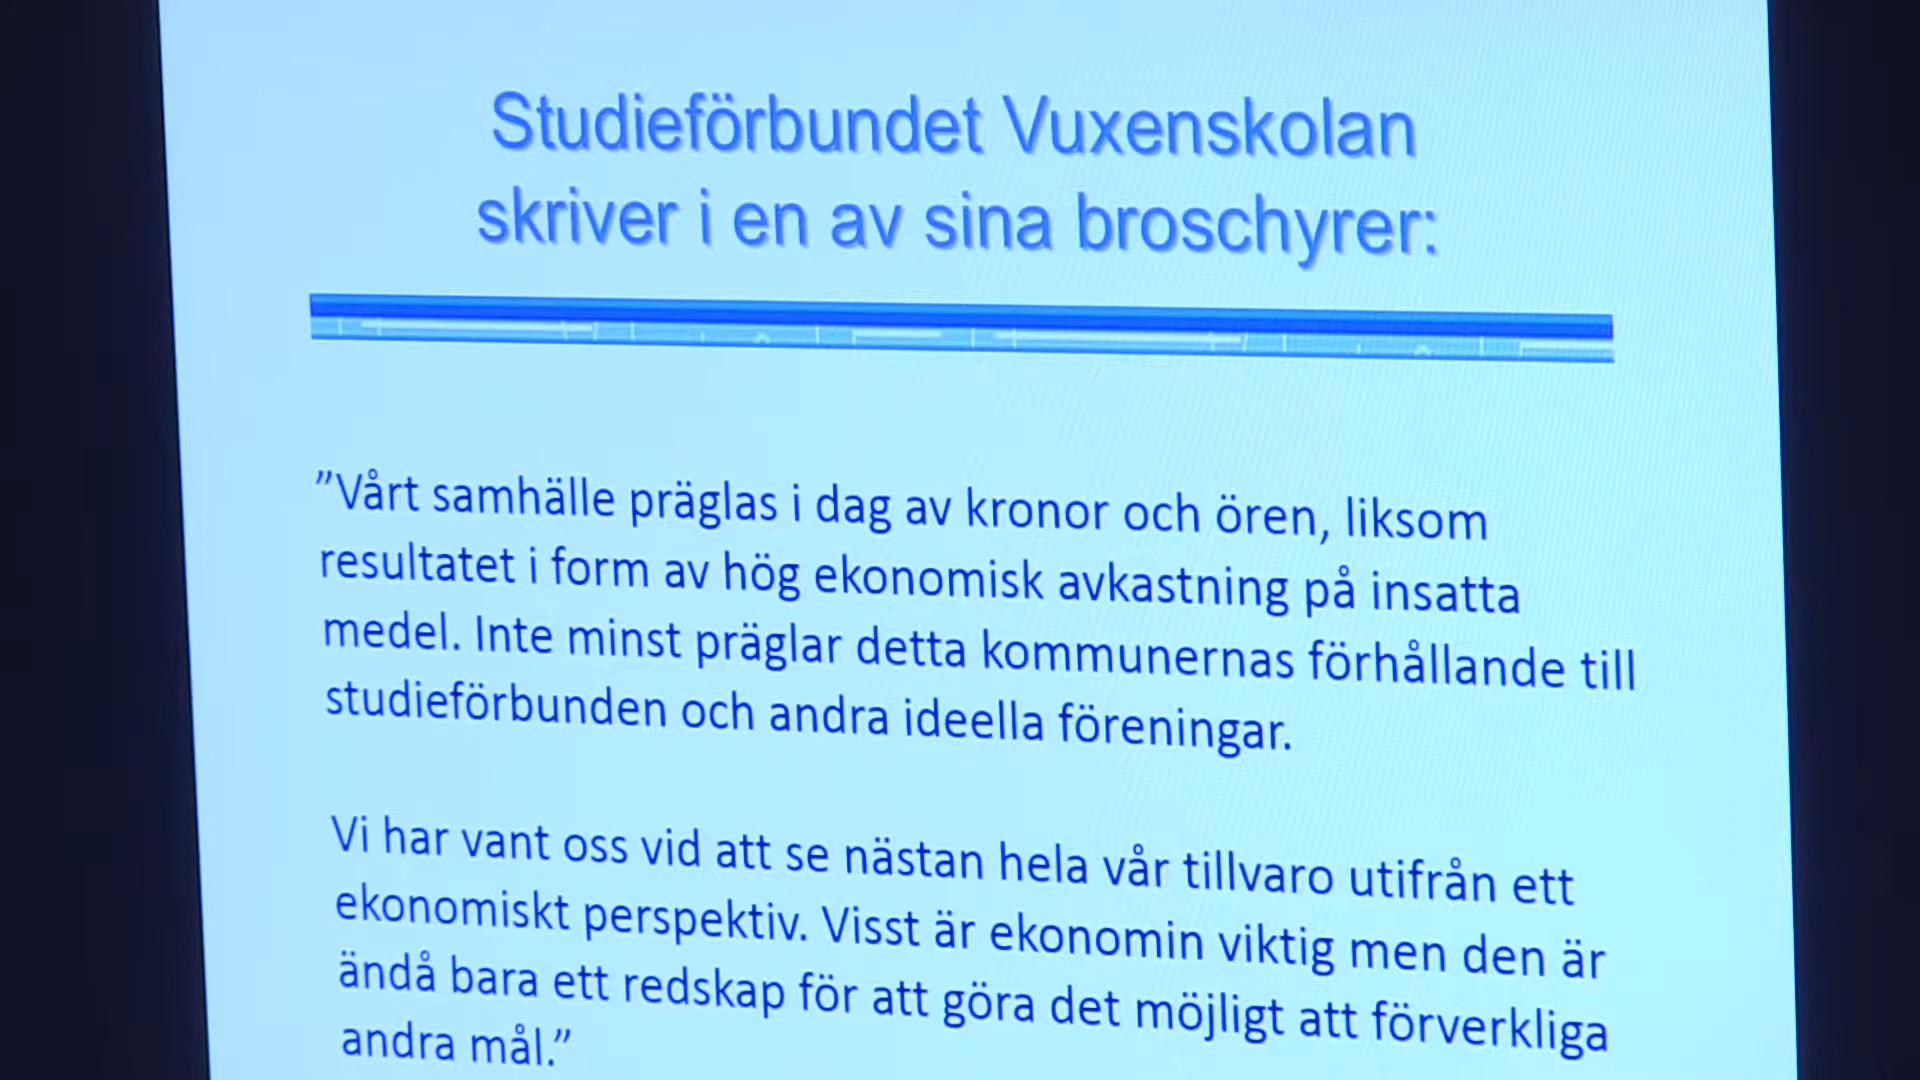 Studieförbundet Vuxenskolan
skriver i en av sina broschyrer:
”Vårt samhälle präglas i dag av kronor och ören, liksom
resultatet i form av hög ekonomisk avkastning på insatta
medel. Inte minst präglar detta kommunernas förhållande till
studieförbunden och andra ideella föreningar.
Vi har vant oss vid att se nästan hela vår tillvaro utifrån ett
ekonomiskt perspektiv. Visst är ekonomin viktig men den är
ändå bara ett redskap för att göra det möjligt att förverkliga
andra mål.”